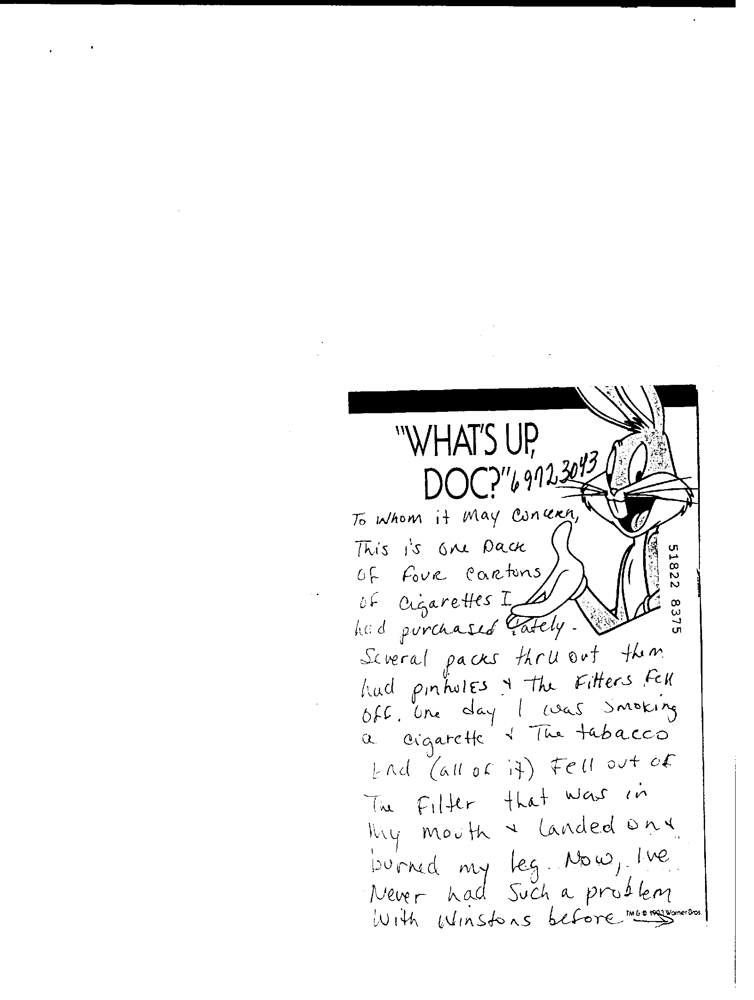 "WHAT'S UP,
DOC?" 6972 3043
To Whom it May Concern,
This is one Pack
of four cartons
of Cigarettes I
had purchased lately.
Several packs thru out them
had pinholes & The Filters Fell
Off. One day I was Smoking
a cigarette & The tabacco
End (all of it) Fell out of
The Filter that was in
My mouth & landed on &
burned my leg. Now, I've
Never had Such a problem
With Winstons before
TM & © 1993 Warner Bros.
51822 8375